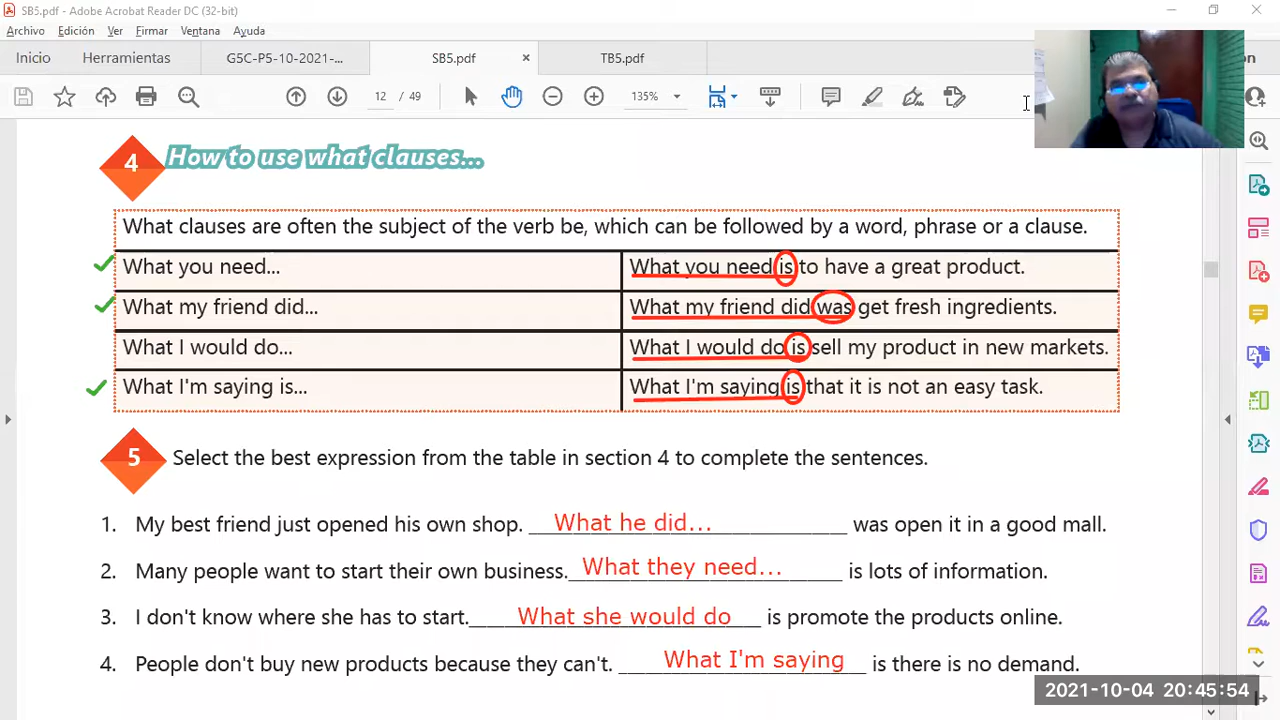 SB5.pdf - Adobe Acrobat Reader DC (32-bit)
Archivo Edición Ver Firmar Ventana Ayuda
Inicio Herramientas G5C-P5-10-2021-... SB5.pdf × TB5.pdf
12 / 49 135%
4 How to use what clauses...
What clauses are often the subject of the verb be, which can be followed by a word, phrase or a clause.
What you need... What you need is to have a great product.
What my friend did... What my friend did was get fresh ingredients.
What I would do... What I would do is sell my product in new markets.
What I'm saying is... What I'm saying is that it is not an easy task.
5 Select the best expression from the table in section 4 to complete the sentences.
1. My best friend just opened his own shop. What he did... was open it in a good mall.
2. Many people want to start their own business. What they need... is lots of information.
3. I don't know where she has to start. What she would do is promote the products online.
4. People don't buy new products because they can't. What I'm saying is there is no demand.
2021-10-04 20:45:54